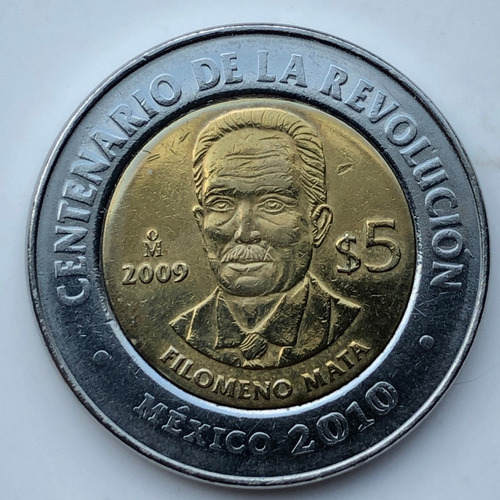 CENTENARIO DE LA REVOLUCIÓN
M̊
2009
$5
FILOMENO MATA
MÉXICO 2010